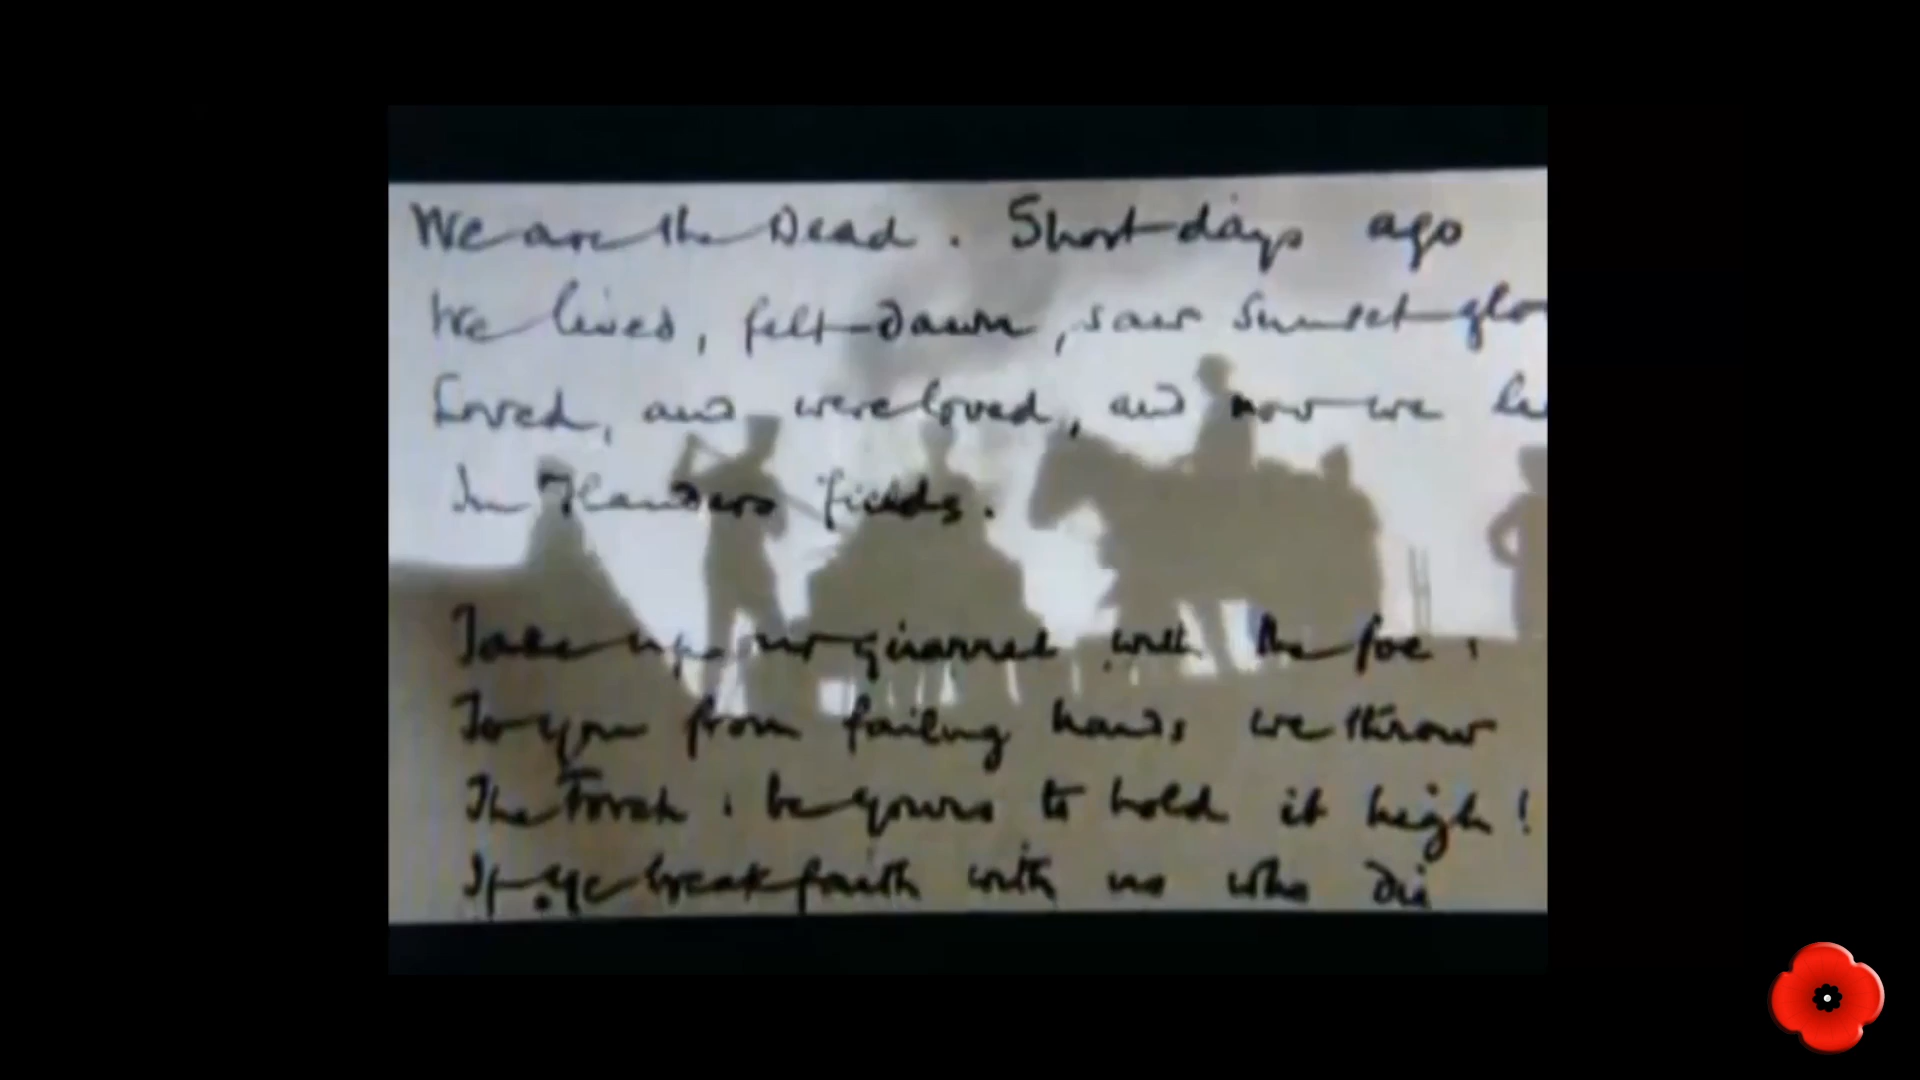 We are the Dead. Short days ago
We lived, felt dawn, saw sunset glo
Loved, and were loved, and now we
In Flanders fields.
Take up our quarrel with the foe:
To you from failing hands we throw
The Torch: be yours to hold it high!
If ye break faith with us who die